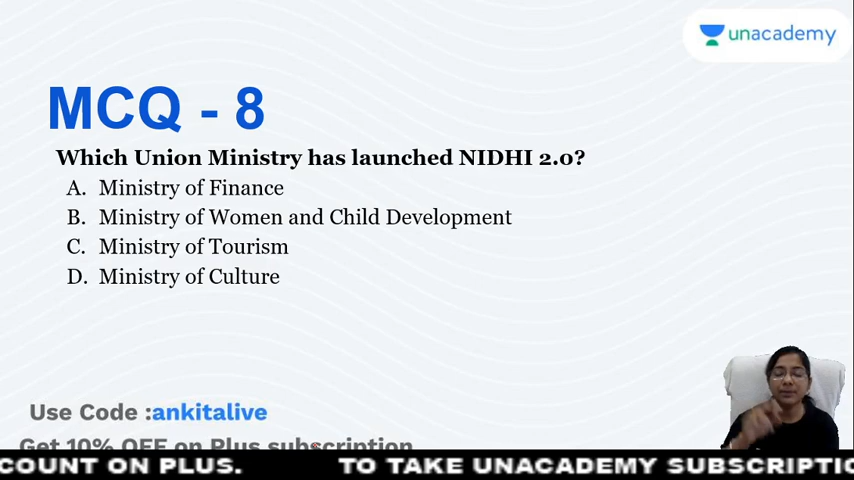 unacademy
MCQ - 8
Which Union Ministry has launched NIDHI 2.0?
A. Ministry of Finance
B. Ministry of Women and Child Development
C. Ministry of Tourism
D. Ministry of Culture
Use Code :ankitalive
Get 10% OFF on Plus subscription
COUNT ON PLUS. TO TAKE UNACADEMY SUBSCRIPTIO